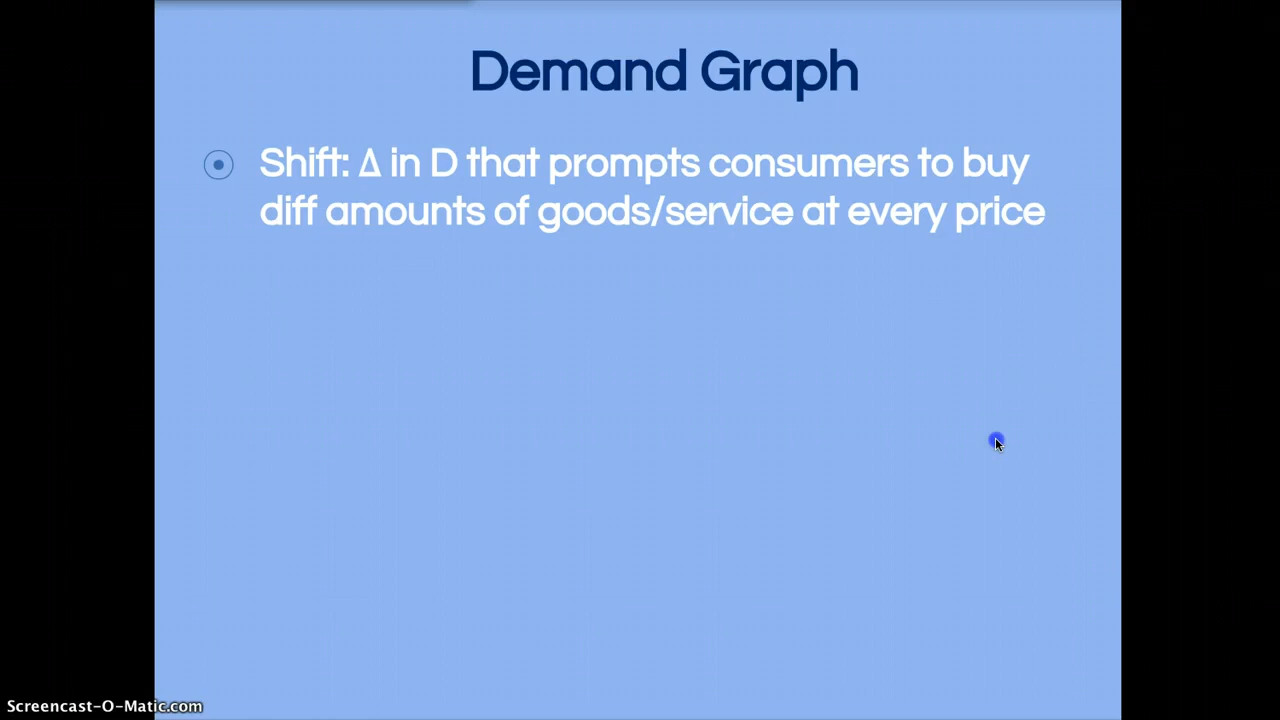 Demand Graph
Shift: Δ in D that prompts consumers to buy
diff amounts of goods/service at every price
Screencast-O-Matic.com